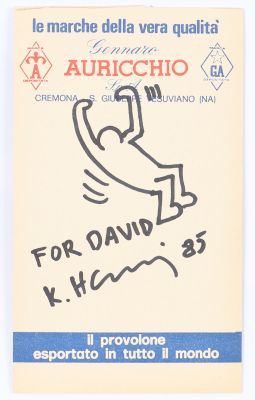 le marche della vera qualità
Gennaro
AURICCHIO
CREMONA - S. GIUSEPPE VESUVIANO (NA)
A
GA
FOR DAVID
K. Haring 85
il provolone
esportato in tutto il mondo